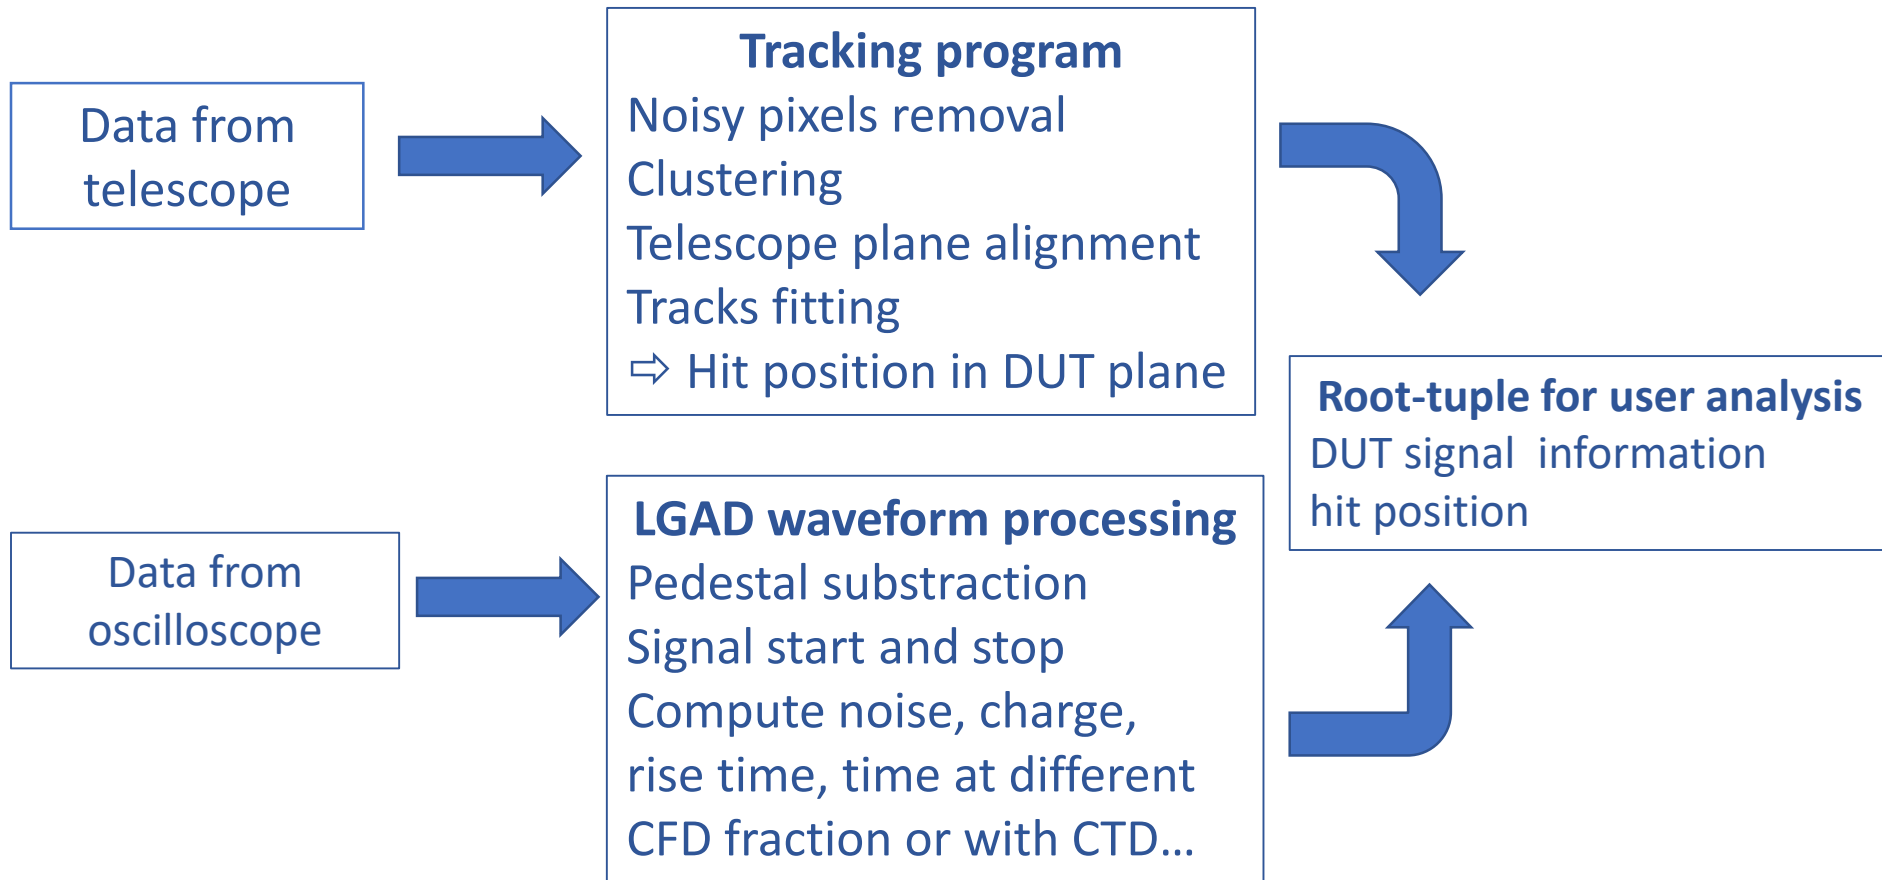 Data from
telescope
Tracking program
Noisy pixels removal
Clustering
Telescope plane alignment
Tracks fitting
⇨ Hit position in DUT plane
Data from
oscilloscope
LGAD waveform processing
Pedestal substraction
Signal start and stop
Compute noise, charge,
rise time, time at different
CFD fraction or with CTD...
Root-tuple for user analysis
DUT signal information
hit position